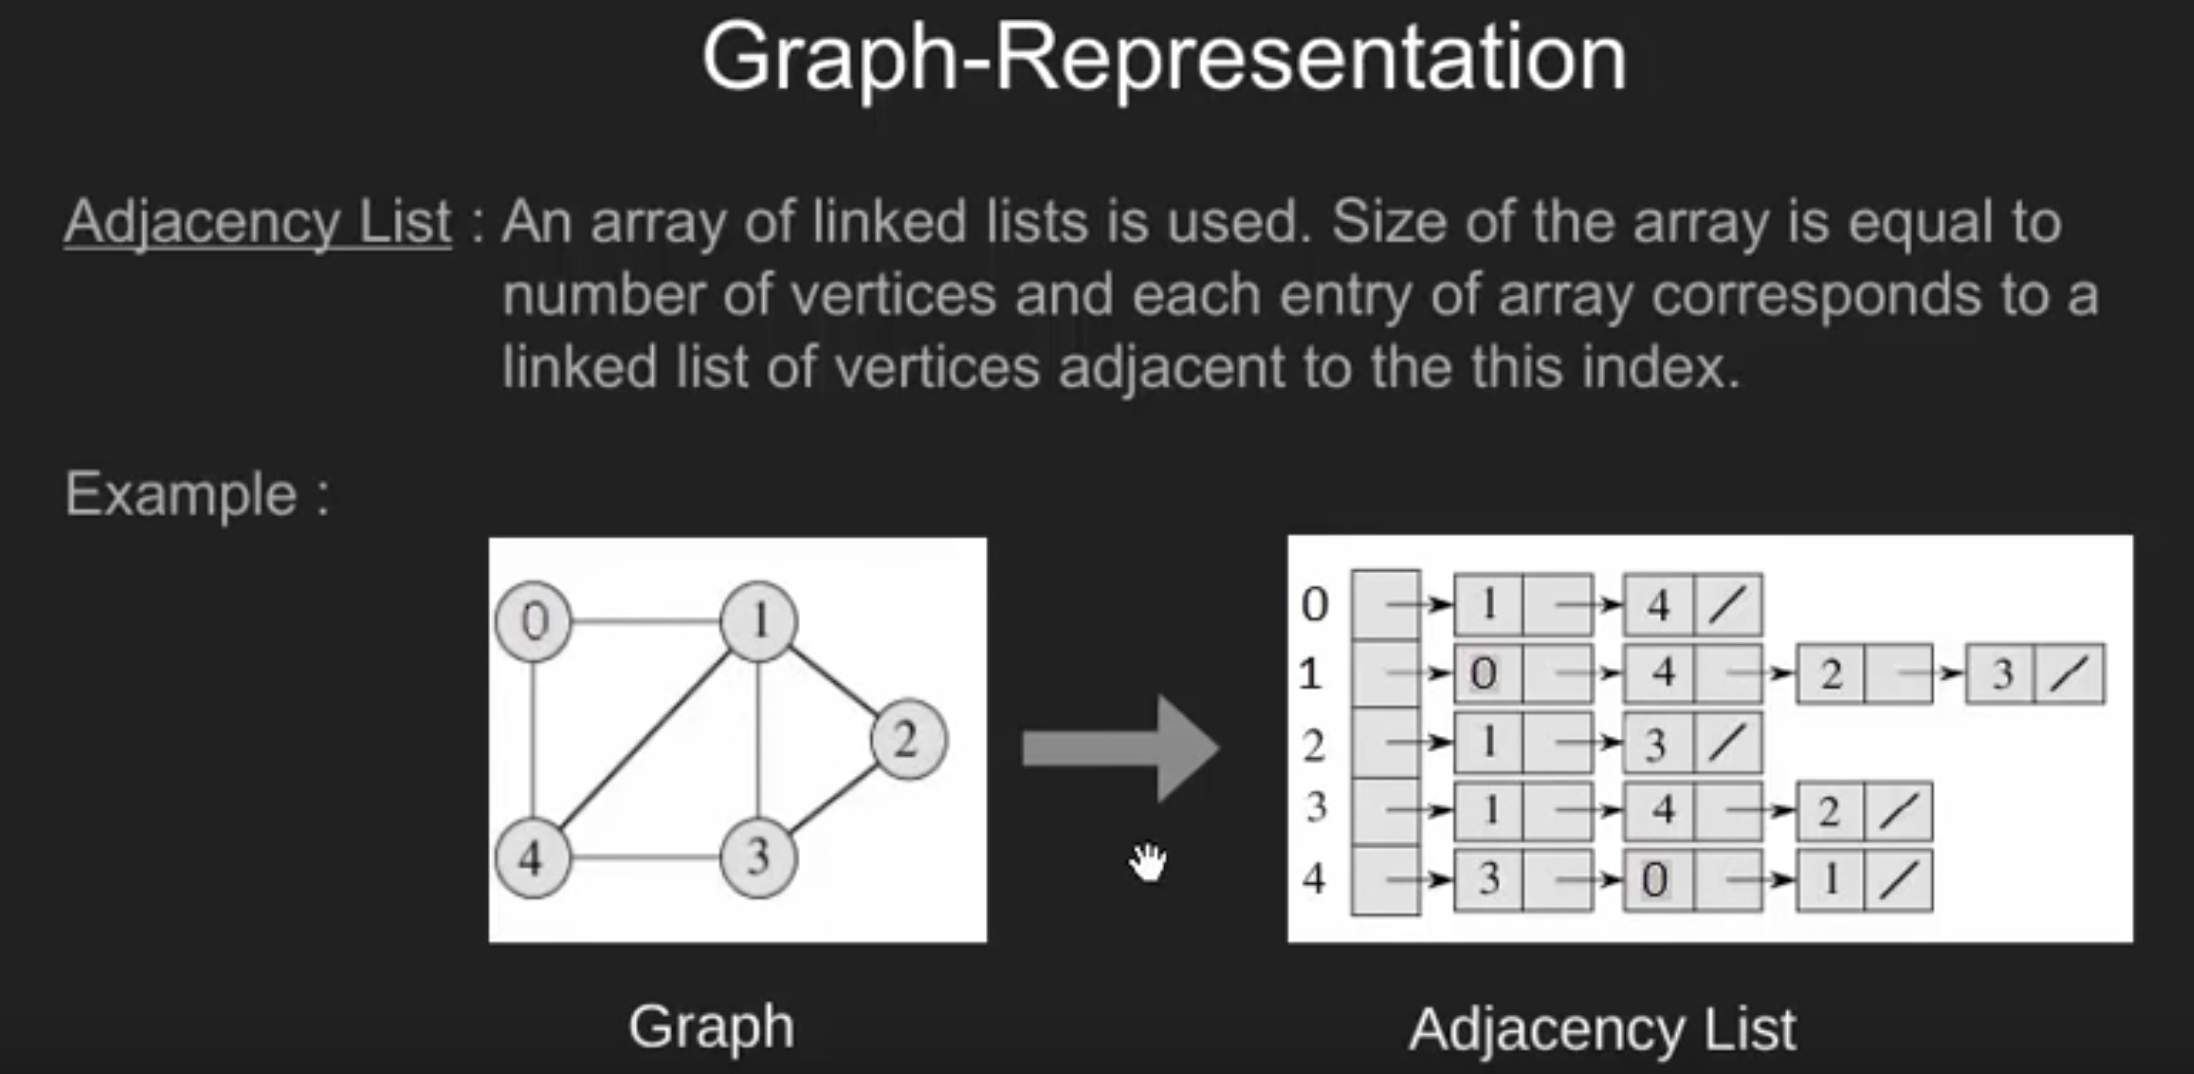 Graph-Representation
Adjacency List : An array of linked lists is used. Size of the array is equal to
number of vertices and each entry of array corresponds to a
linked list of vertices adjacent to the this index.
Example :
0 1
2
4 3
0 1 4 /
1 0 4 2 3 /
2 1 3 /
3 1 4 2 /
4 3 0 1 /
Graph
Adjacency List